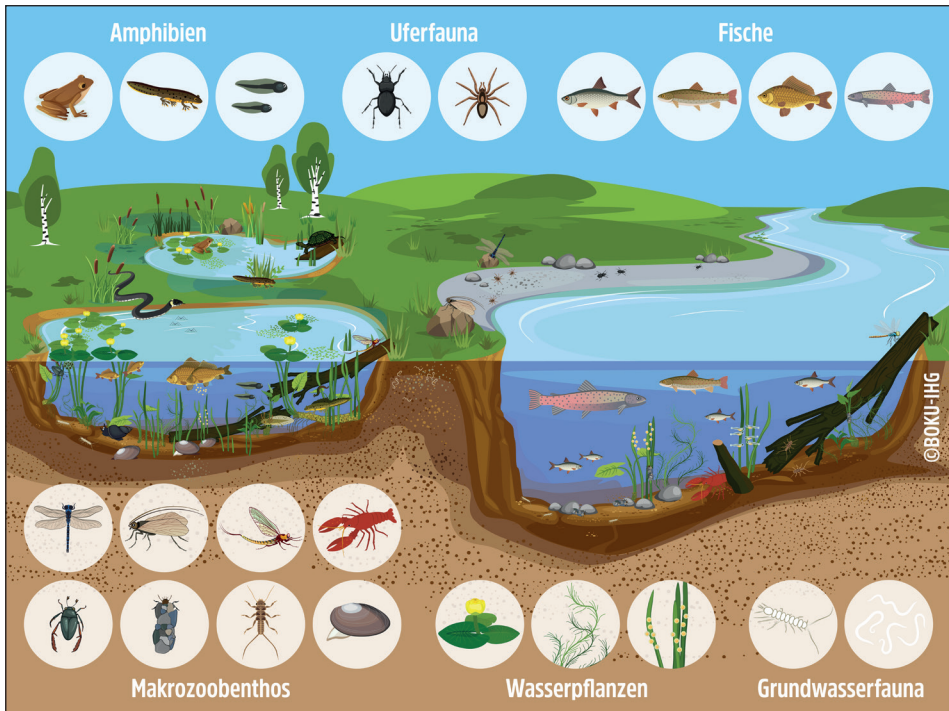 Amphibien
Uferfauna
Fische
©BOKU-IHG
Makrozoobenthos
Wasserpflanzen
Grundwasserfauna